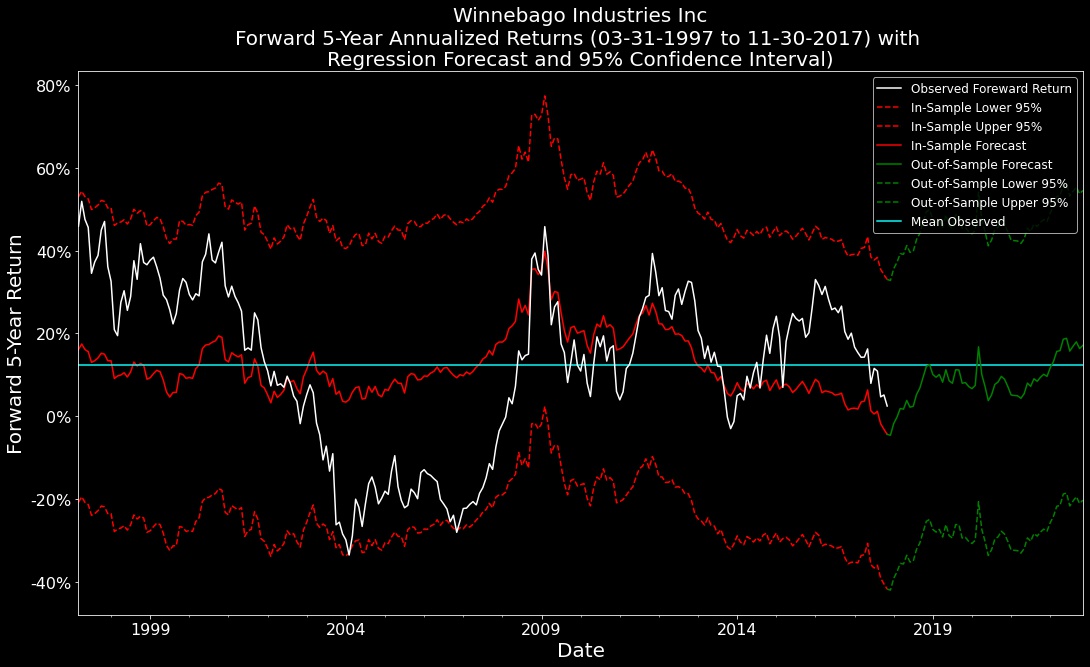 Winnebago Industries Inc
Forward 5-Year Annualized Returns (03-31-1997 to 11-30-2017) with
Regression Forecast and 95% Confidence Interval)
80%
60%
40%
20%
0%
-20%
-40%
Forward 5-Year Return
Observed Foreward Return
In-Sample Lower 95%
In-Sample Upper 95%
In-Sample Forecast
Out-of-Sample Forecast
Out-of-Sample Lower 95%
Out-of-Sample Upper 95%
Mean Observed
1999
2004
2009
2014
2019
Date